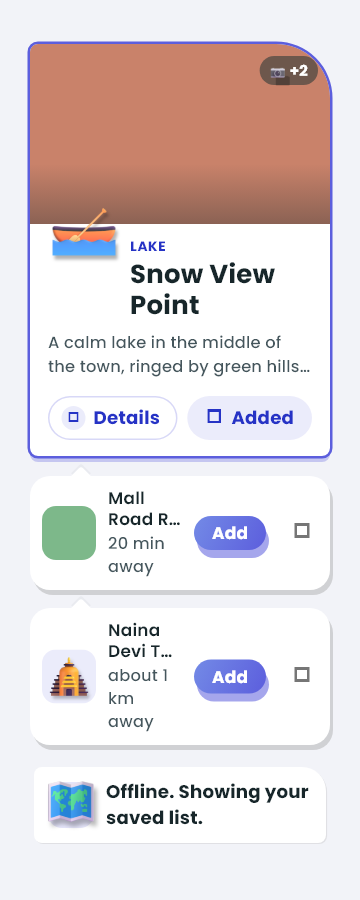 +2
LAKE
Snow View
Point
A calm lake in the middle of
the town, ringed by green hills…
Details
Added
Mall
Road R…
20 min
away
Add
Naina
Devi T…
about 1
km
away
Add
Offline. Showing your
saved list.